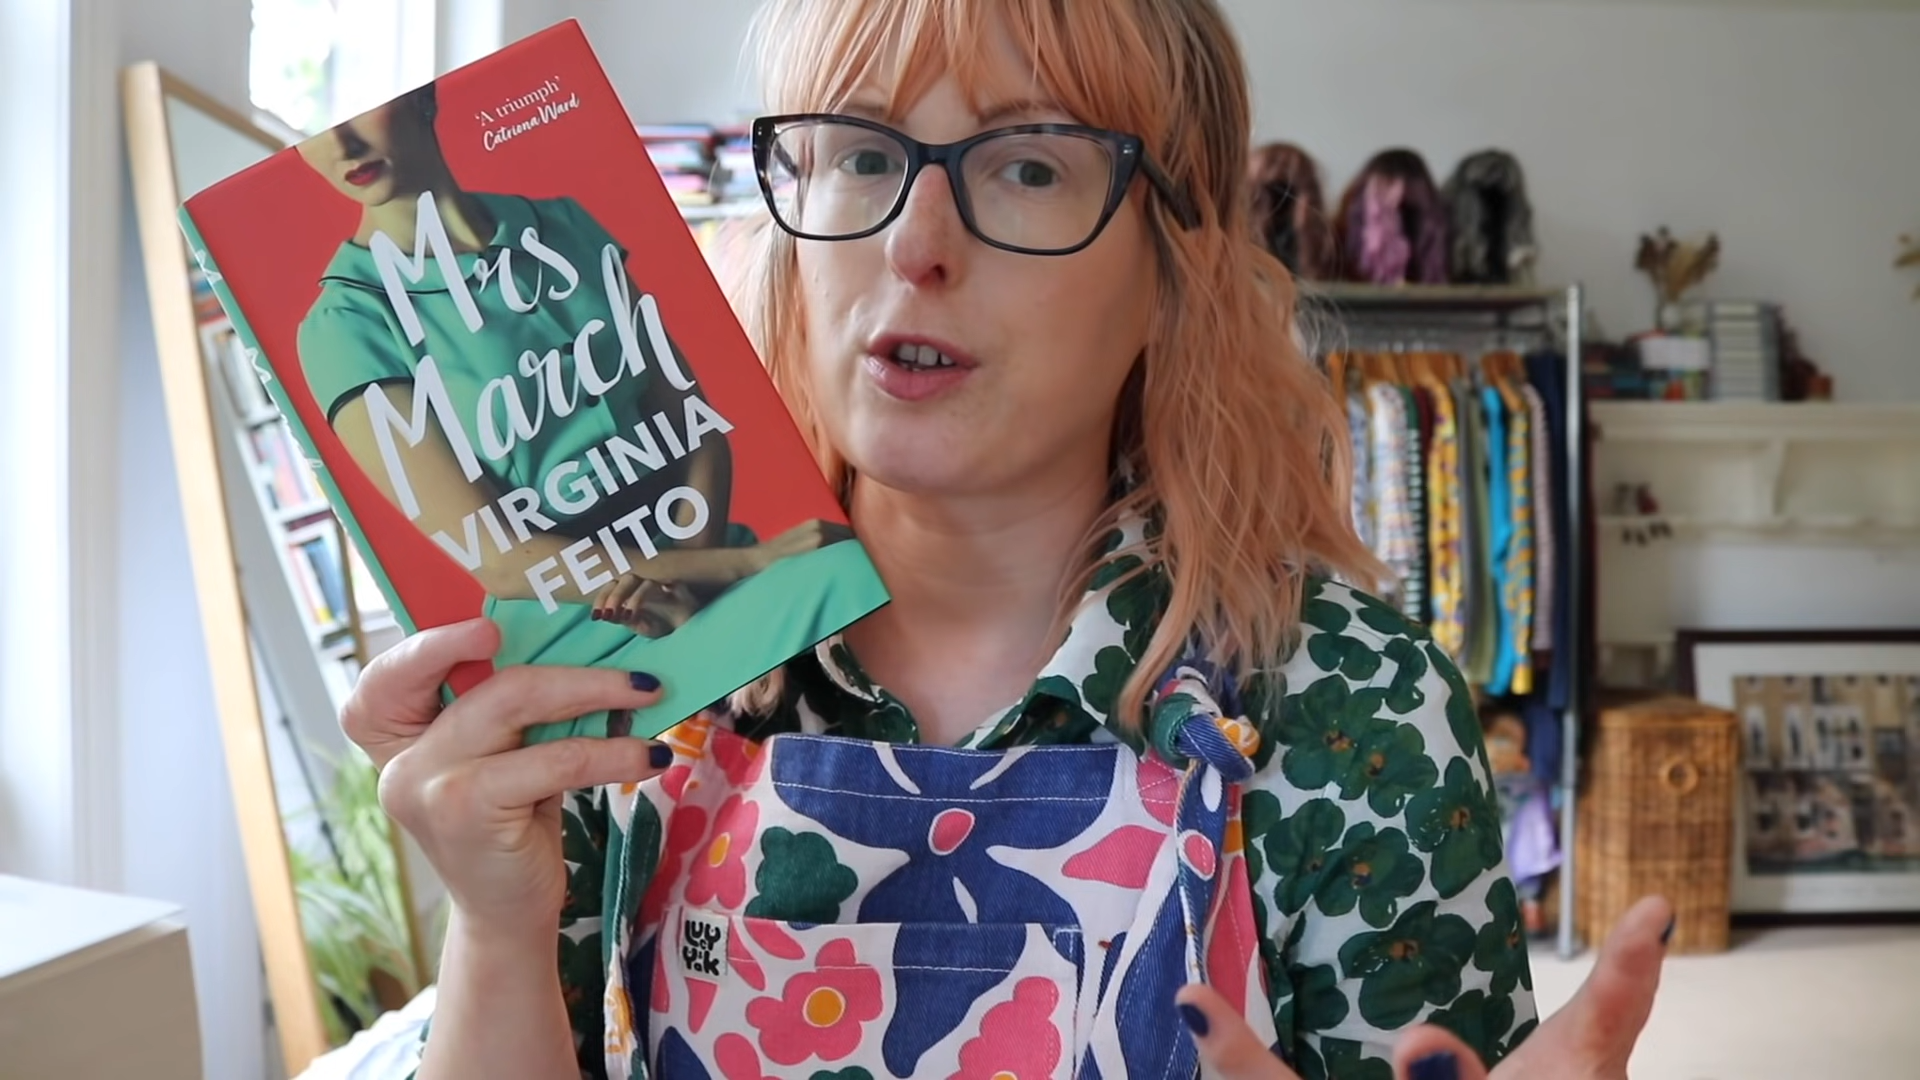 'A triumph'
Catriona Ward
Mrs
March
VIRGINIA
FEITO
LUCY
& YAK